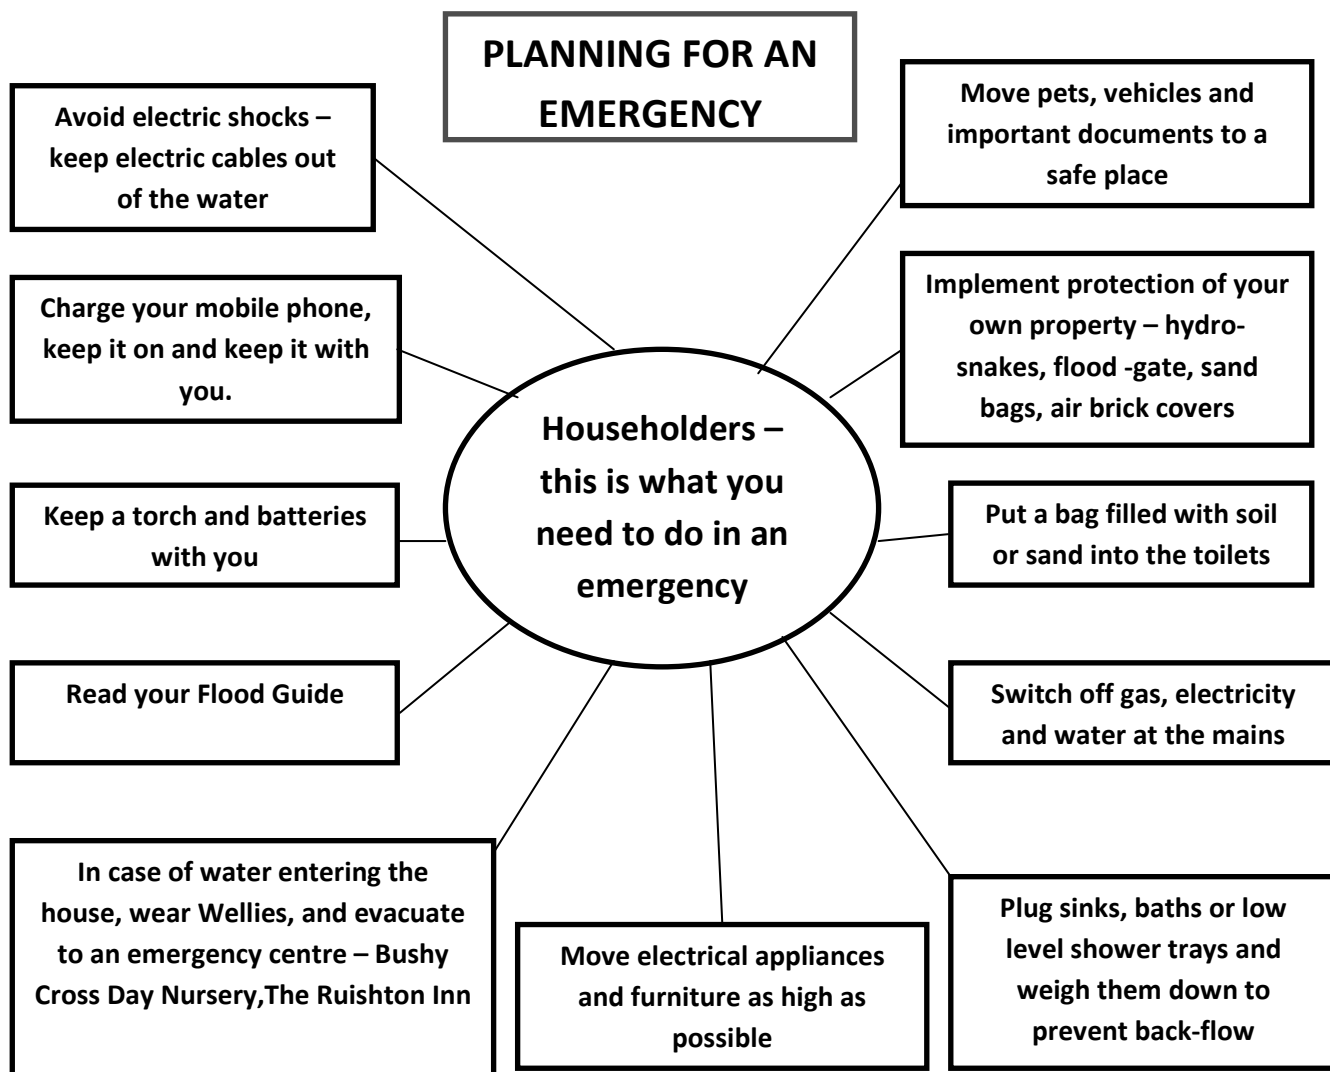 PLANNING FOR AN
EMERGENCY
Avoid electric shocks –
keep electric cables out
of the water
Move pets, vehicles and
important documents to a
safe place
Charge your mobile phone,
keep it on and keep it with
you.
Implement protection of your
own property – hydro-
snakes, flood -gate, sand
bags, air brick covers
Householders –
this is what you
need to do in an
emergency
Keep a torch and batteries
with you
Put a bag filled with soil
or sand into the toilets
Read your Flood Guide
Switch off gas, electricity
and water at the mains
In case of water entering the
house, wear Wellies, and evacuate
to an emergency centre – Bushy
Cross Day Nursery,The Ruishton Inn
Move electrical appliances
and furniture as high as
possible
Plug sinks, baths or low
level shower trays and
weigh them down to
prevent back-flow